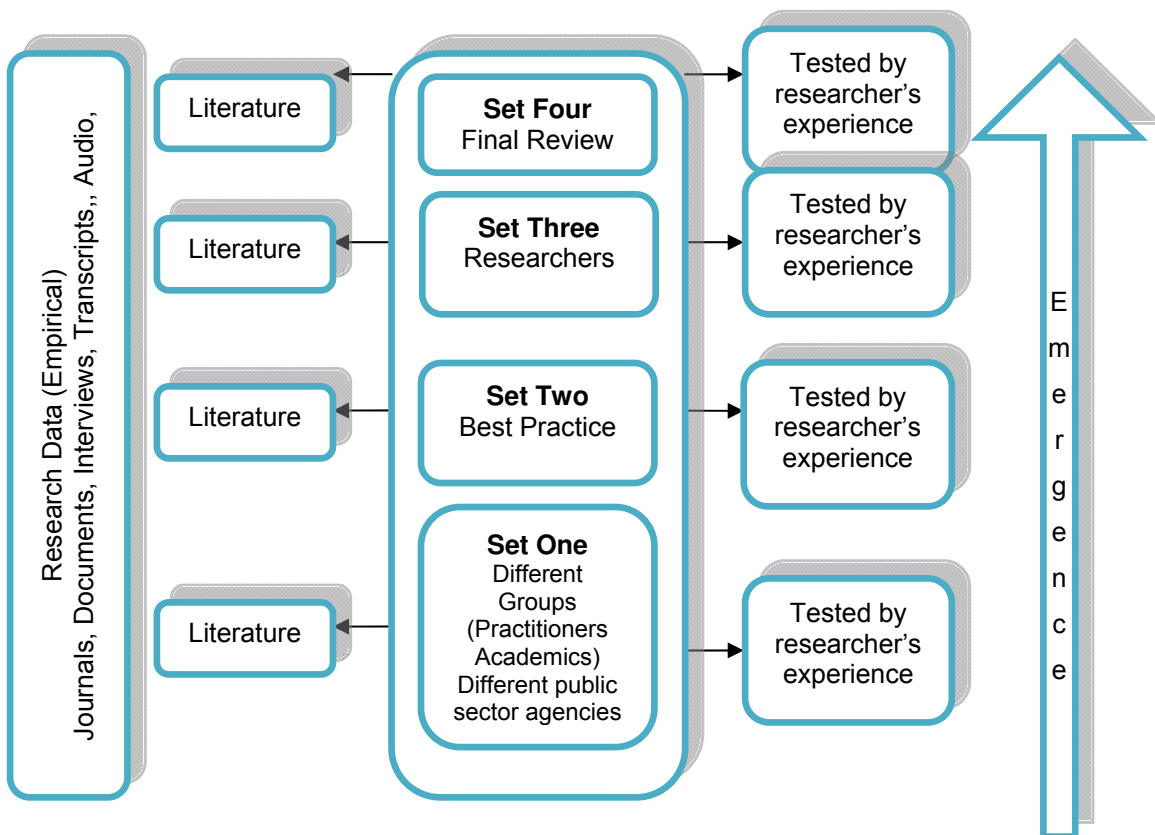 Research Data (Empirical)
Journals, Documents, Interviews, Transcripts,, Audio,
Literature
Set Four
Final Review
Tested by
researcher's
experience
Literature
Set Three
Researchers
Tested by
researcher's
experience
Literature
Set Two
Best Practice
Tested by
researcher's
experience
Literature
Set One
Different
Groups
(Practitioners
Academics)
Different public
sector agencies
Tested by
researcher's
experience
Emergence